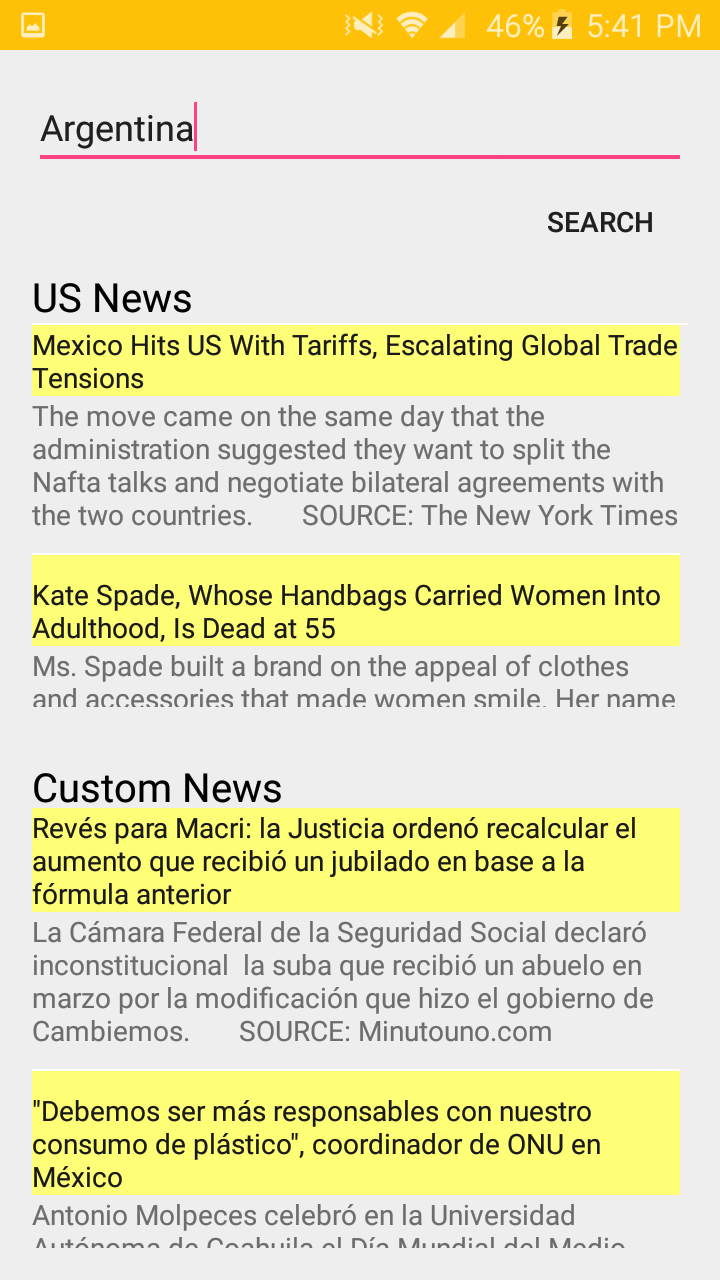 46% 5:41 PM
Argentina
SEARCH
US News
Mexico Hits US With Tariffs, Escalating Global Trade
Tensions
The move came on the same day that the
administration suggested they want to split the
Nafta talks and negotiate bilateral agreements with
the two countries. SOURCE: The New York Times
Kate Spade, Whose Handbags Carried Women Into
Adulthood, Is Dead at 55
Ms. Spade built a brand on the appeal of clothes
and accessories that made women smile. Her name
Custom News
Revés para Macri: la Justicia ordenó recalcular el
aumento que recibió un jubilado en base a la
fórmula anterior
La Cámara Federal de la Seguridad Social declaró
inconstitucional la suba que recibió un abuelo en
marzo por la modificación que hizo el gobierno de
Cambiemos. SOURCE: Minutouno.com
"Debemos ser más responsables con nuestro
consumo de plástico", coordinador de ONU en
México
Antonio Molpeces celebró en la Universidad
Autónoma de Coahuila el Día Mundial del Medio